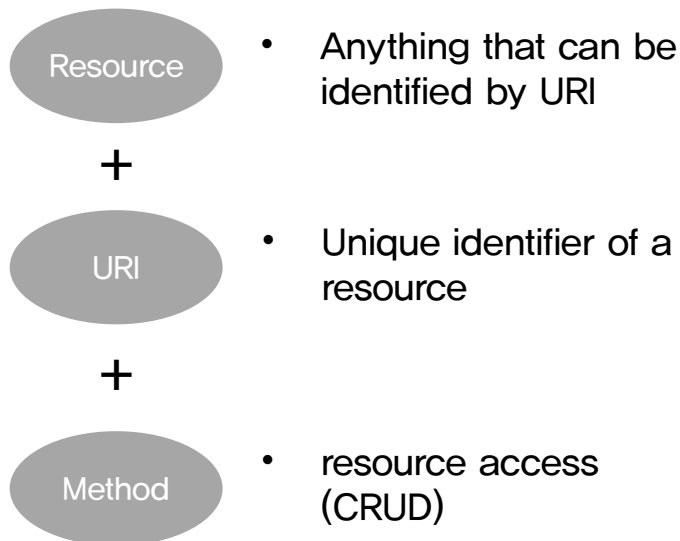 Resource
• Anything that can be
identified by URI
+
URI
• Unique identifier of a
resource
+
Method
• resource access
(CRUD)